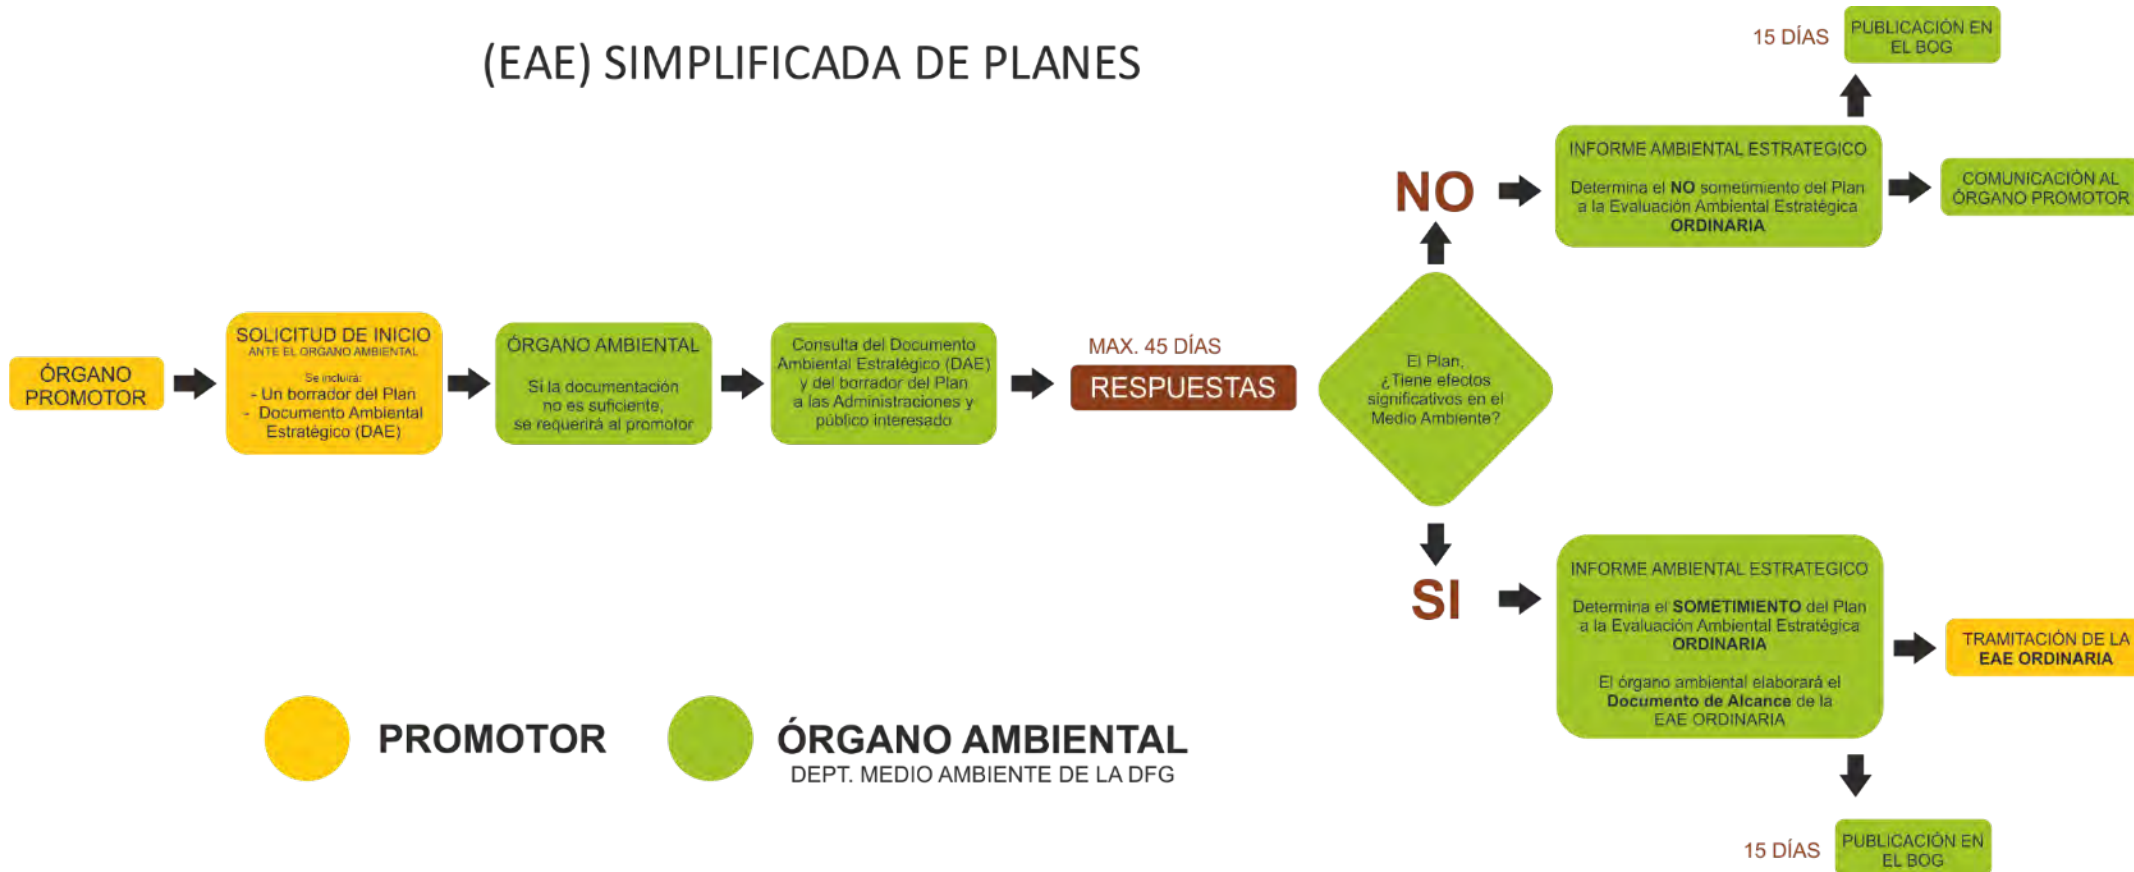 (EAE) SIMPLIFICADA DE PLANES
ÓRGANO
PROMOTOR
SOLICITUD DE INICIO
ANTE EL ORGANO AMBIENTAL
Se incluirá:
- Un borrador del Plan
- Documento Ambiental
Estratégico (DAE)
ÓRGANO AMBIENTAL
Si la documentación
no es suficiente,
se requerirá al promotor
Consulta del Documento
Ambiental Estratégico (DAE)
y del borrador del Plan
a las Administraciones y
público interesado
MAX. 45 DÍAS
RESPUESTAS
El Plan,
¿Tiene efectos
significativos en el
Medio Ambiente?
NO
INFORME AMBIENTAL ESTRATEGICO
Determina el NO sometimiento del Plan
a la Evaluación Ambiental Estratégica
ORDINARIA
15 DÍAS
PUBLICACIÓN EN
EL BOG
COMUNICACIÓN AL
ÓRGANO PROMOTOR
SI
INFORME AMBIENTAL ESTRATEGICO
Determina el SOMETIMIENTO del Plan
a la Evaluación Ambiental Estratégica
ORDINARIA
El órgano ambiental elaborará el
Documento de Alcance de la
EAE ORDINARIA
TRAMITACIÓN DE LA
EAE ORDINARIA
15 DÍAS
PUBLICACIÓN EN
EL BOG
PROMOTOR
ÓRGANO AMBIENTAL
DEPT. MEDIO AMBIENTE DE LA DFG